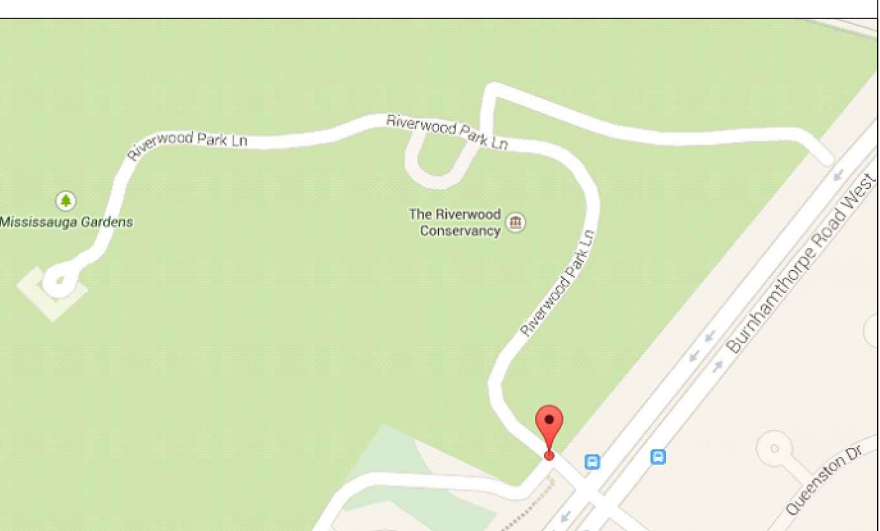 Riverwood Park Ln
Riverwood Park Ln
Mississauga Gardens
The Riverwood
Conservancy
Riverwood Park Ln
Burnhamthorpe Road West
Queenston Dr